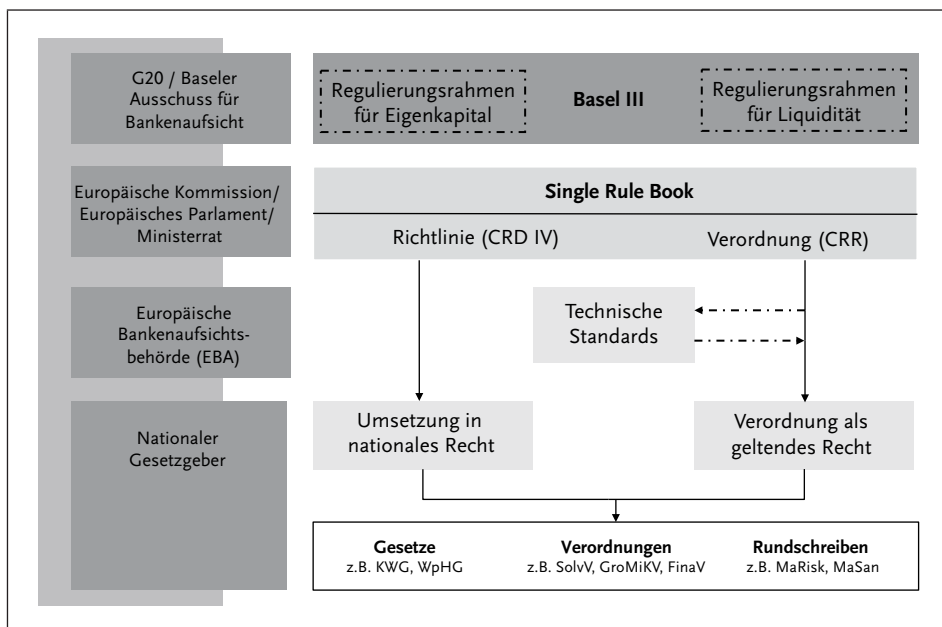 G20 / Baseler
Ausschuss für
Bankenaufsicht
Regulierungsrahmen
für Eigenkapital
Basel III
Regulierungsrahmen
für Liquidität
Europäische Kommission/
Europäisches Parlament/
Ministerrat
Single Rule Book
Richtlinie (CRD IV)
Verordnung (CRR)
Europäische
Bankenaufsichts-
behörde (EBA)
Technische
Standards
Nationaler
Gesetzgeber
Umsetzung in
nationales Recht
Verordnung als
geltendes Recht
Gesetze
z.B. KWG, WpHG
Verordnungen
z.B. SolvV, GroMiKV, FinaV
Rundschreiben
z.B. MaRisk, MaSan